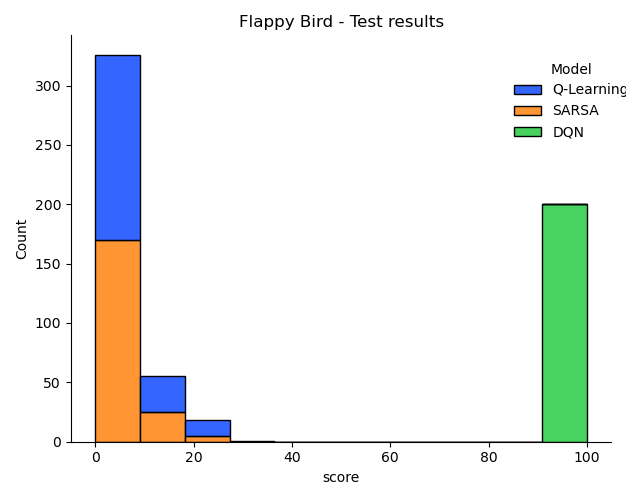 Flappy Bird - Test results
Model
Q-Learning
SARSA
DQN
300
250
200
150
100
50
0
Count
0 20 40 60 80 100
score